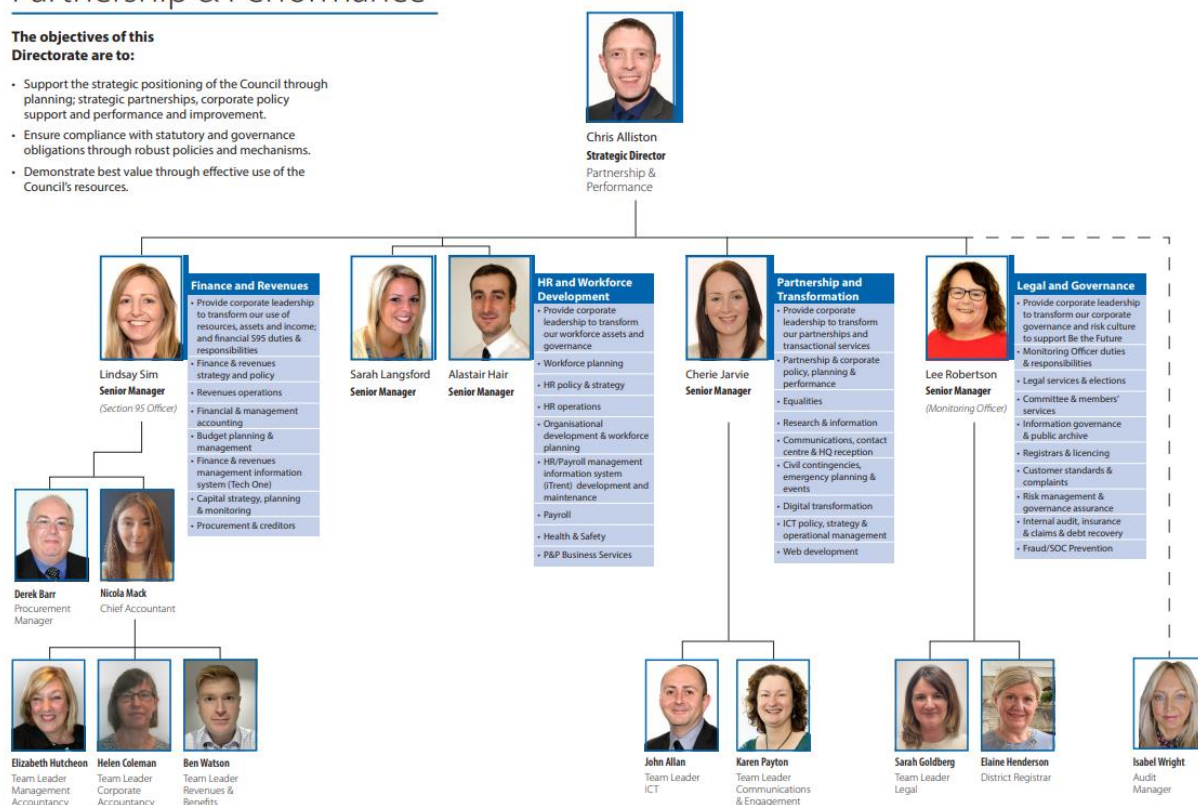 Partnership & Performance
The objectives of this
Directorate are to:
• Support the strategic positioning of the Council through
planning; strategic partnerships, corporate policy
support and performance and improvement.
• Ensure compliance with statutory and governance
obligations through robust policies and mechanisms.
• Demonstrate best value through effective use of the
Council's resources.
Chris Alliston
Strategic Director
Partnership &
Performance
Lindsay Sim
Senior Manager
(Section 95 Officer)
Finance and Revenues
• Provide corporate leadership
to transform our use of
resources, assets and income;
and financial S95 duties &
responsibilities
• Finance & revenues
strategy and policy
• Revenues operations
• Financial & management
accounting
• Budget planning &
management
• Finance & revenues
management information
system (Tech One)
• Capital strategy, planning
& monitoring
• Procurement & creditors
Sarah Langsford
Senior Manager
Alastair Hair
Senior Manager
HR and Workforce
Development
• Provide corporate
leadership to transform
our workforce assets and
governance
• Workforce planning
• HR policy & strategy
• HR operations
• Organisational
development & workforce
planning
• HR/Payroll management
information system
(iTrent) development and
maintenance
• Payroll
• Health & Safety
• P&P Business Services
Cherie Jarvie
Senior Manager
Partnership and
Transformation
• Provide corporate
leadership to transform
our partnerships and
transactional services
• Partnership & corporate
policy, planning &
performance
• Equalities
• Research & information
• Communications, contact
centre & HQ reception
• Civil contingencies,
emergency planning &
events
• Digital transformation
• ICT policy, strategy &
operational management
• Web development
Lee Robertson
Senior Manager
(Monitoring Officer)
Legal and Governance
• Provide corporate leadership
to transform our corporate
governance and risk culture
to support Be the Future
• Monitoring Officer duties
& responsibilities
• Legal services & elections
• Committee & members'
services
• Information governance
& public archive
• Registrars & licencing
• Customer standards &
complaints
• Risk management &
governance assurance
• Internal audit, insurance
& claims & debt recovery
• Fraud/SOC Prevention
Derek Barr
Procurement
Manager
Nicola Mack
Chief Accountant
Elizabeth Hutcheon
Team Leader
Management
Accountancy
Helen Coleman
Team Leader
Corporate
Accountancy
Ben Watson
Team Leader
Revenues &
Benefits
John Allan
Team Leader
ICT
Karen Payton
Team Leader
Communications
& Engagement
Sarah Goldberg
Team Leader
Legal
Elaine Henderson
District Registrar
Isabel Wright
Audit
Manager